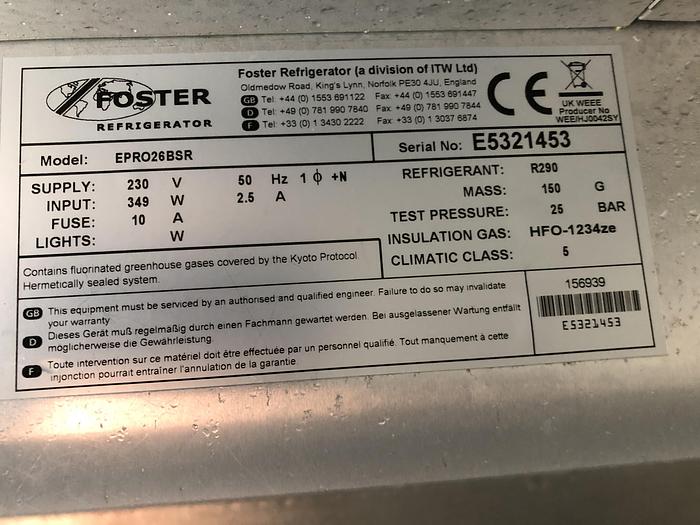 FOSTER
REFRIGERATOR
Foster Refrigerator (a division of ITW Ltd)
Oldmedow Road, King's Lynn, Norfolk PE30 4JU, England
GB Tel: +44 (0) 1553 691122 Fax: +44 (0) 1553 691447
D Tel: +49 (0) 781 990 7840 Fax: +49 (0) 781 990 7844
F Tel: +33 (0) 1 3430 2222 Fax: +33 (0) 1 3037 6874
CE
UK WEEE
Producer No
WEE/HJ0042SY
Model: EPRO26BSR
Serial No: E5321453
SUPPLY: 230 V 50 Hz 1 ϕ +N
INPUT: 349 W 2.5 A
FUSE: 10 A
LIGHTS: W
REFRIGERANT: R290
MASS: 150 G
TEST PRESSURE: 25 BAR
INSULATION GAS: HFO-1234ze
CLIMATIC CLASS: 5
Contains fluorinated greenhouse gases covered by the Kyoto Protocol.
Hermetically sealed system.
GB This equipment must be serviced by an authorised and qualified engineer. Failure to do so may invalidate
your warranty
D Dieses Gerät muß regelmäßig durch einen Fachmann gewartet werden. Bei ausgelassener Wartung entfällt
möglicherweise die Gewährleistung.
F Toute intervention sur ce matériel doit être effectuée par un personnel qualifié. Tout manquement à cette
injonction pourrait entraîner l'annulation de la garantie
156939
E5321453